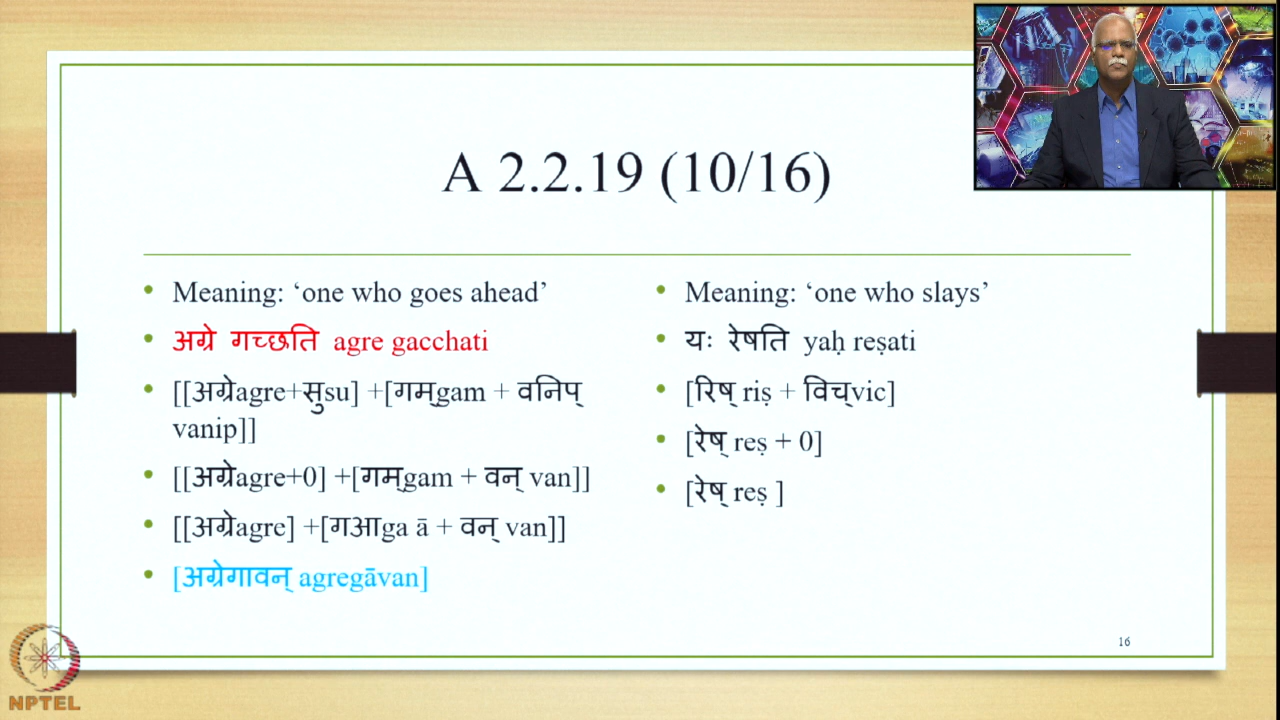 A 2.2.19 (10/16)
• Meaning: ‘one who goes ahead’
• अग्रे गच्छति agre gacchati
• [[अग्रेagre+सुsu] +[गम्gam + वनिप्
vanip]]
• [[अग्रेagre+0] +[गम्gam + वन् van]]
• [[अग्रेagre] +[गआga ā + वन् van]]
• [अग्रेगावन् agregāvan]
• Meaning: ‘one who slays’
• यः रेषति yaḥ reṣati
• [रिष् riṣ + विच्vic]
• [रेष् reṣ + 0]
• [रेष् reṣ ]
16
NPTEL